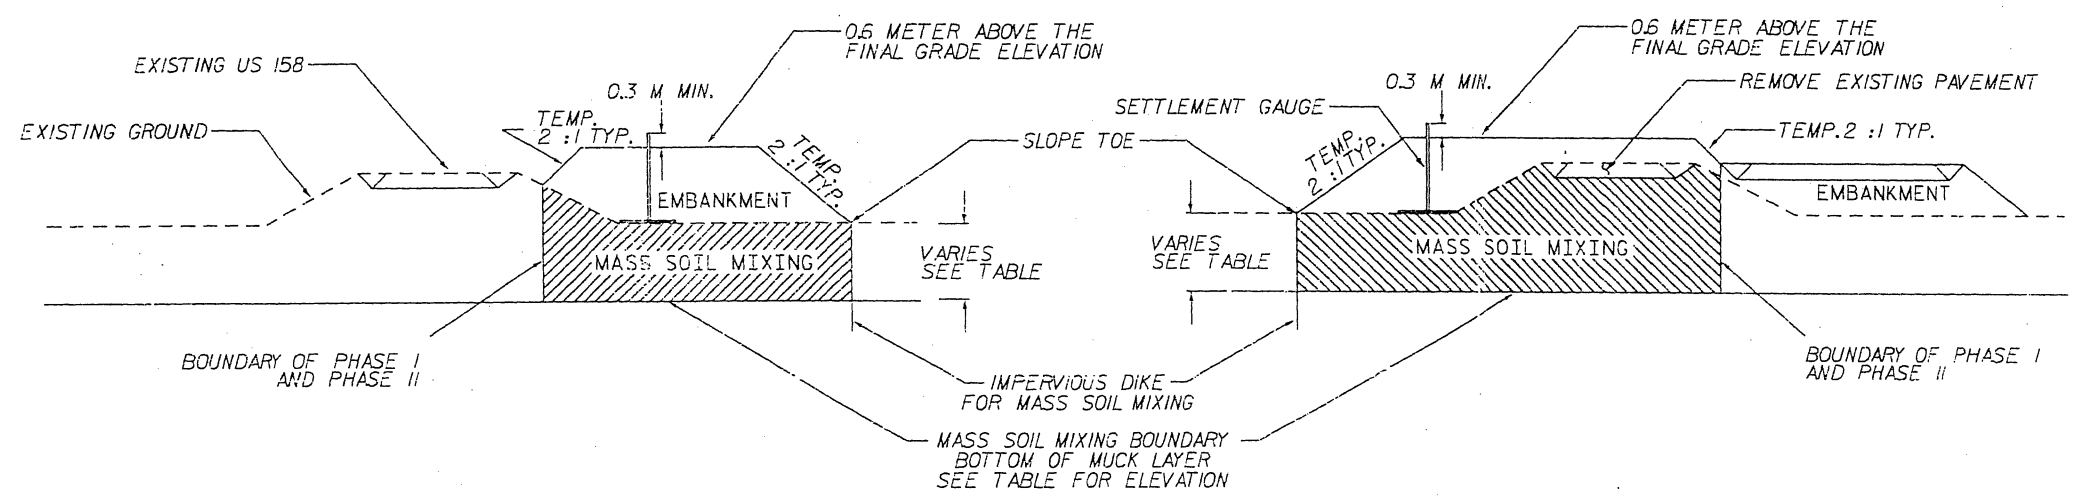 EXISTING US 158
EXISTING GROUND
TEMP.
2 :1 TYP.
0.3 M MIN.
0.6 METER ABOVE THE
FINAL GRADE ELEVATION
TEMP.
2 :1 TYP.
EMBANKMENT
MASS SOIL MIXING
VARIES
SEE TABLE
BOUNDARY OF PHASE I
AND PHASE II
SLOPE TOE
IMPERVIOUS DIKE
FOR MASS SOIL MIXING
MASS SOIL MIXING BOUNDARY
BOTTOM OF MUCK LAYER
SEE TABLE FOR ELEVATION
SETTLEMENT GAUGE
0.3 M MIN.
0.6 METER ABOVE THE
FINAL GRADE ELEVATION
REMOVE EXISTING PAVEMENT
TEMP. 2 :1 TYP.
TEMP.
2 :1 TYP.
EMBANKMENT
VARIES
SEE TABLE
MASS SOIL MIXING
BOUNDARY OF PHASE I
AND PHASE II